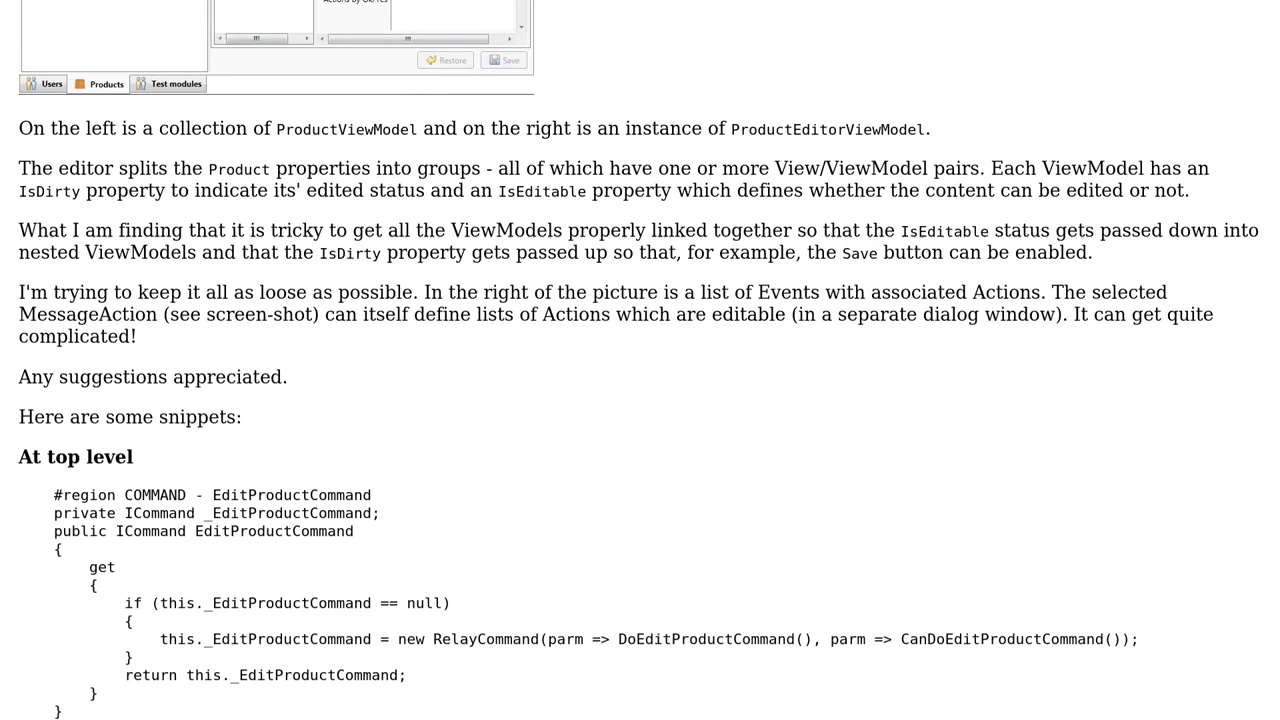 Restore Save
Users Products Test modules
On the left is a collection of ProductViewModel and on the right is an instance of ProductEditorViewModel.
The editor splits the Product properties into groups - all of which have one or more View/ViewModel pairs. Each ViewModel has an
IsDirty property to indicate its' edited status and an IsEditable property which defines whether the content can be edited or not.
What I am finding that it is tricky to get all the ViewModels properly linked together so that the IsEditable status gets passed down into
nested ViewModels and that the IsDirty property gets passed up so that, for example, the Save button can be enabled.
I'm trying to keep it all as loose as possible. In the right of the picture is a list of Events with associated Actions. The selected
MessageAction (see screen-shot) can itself define lists of Actions which are editable (in a separate dialog window). It can get quite
complicated!
Any suggestions appreciated.
Here are some snippets:
At top level
#region COMMAND - EditProductCommand
private ICommand _EditProductCommand;
public ICommand EditProductCommand
{
get
{
if (this._EditProductCommand == null)
{
this._EditProductCommand = new RelayCommand(parm => DoEditProductCommand(), parm => CanDoEditProductCommand());
}
return this._EditProductCommand;
}
}